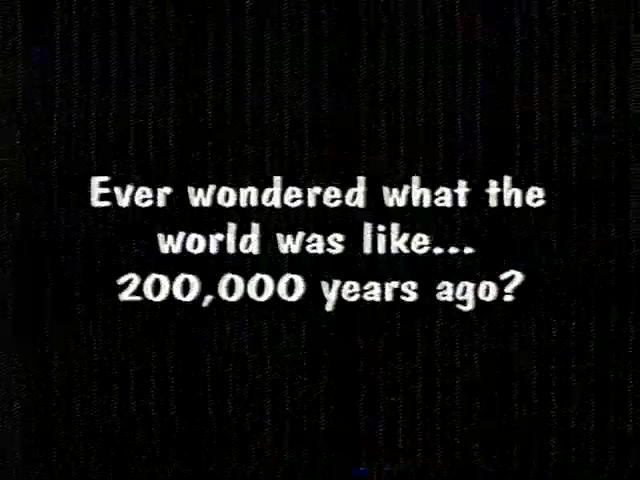 Ever wondered what the
world was like...
200,000 years ago?